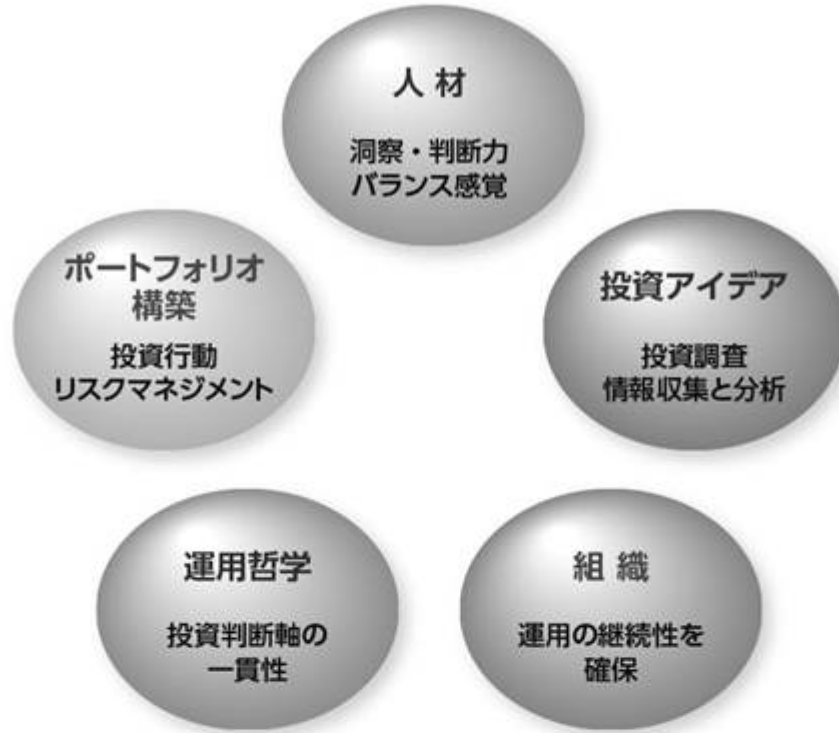 人 材
洞察・判断力
バランス感覚
ポートフォリオ
構築
投資行動
リスクマネジメント
投資アイデア
投資調査
情報収集と分析
運用哲学
投資判断軸の
一貫性
組 織
運用の継続性を
確保